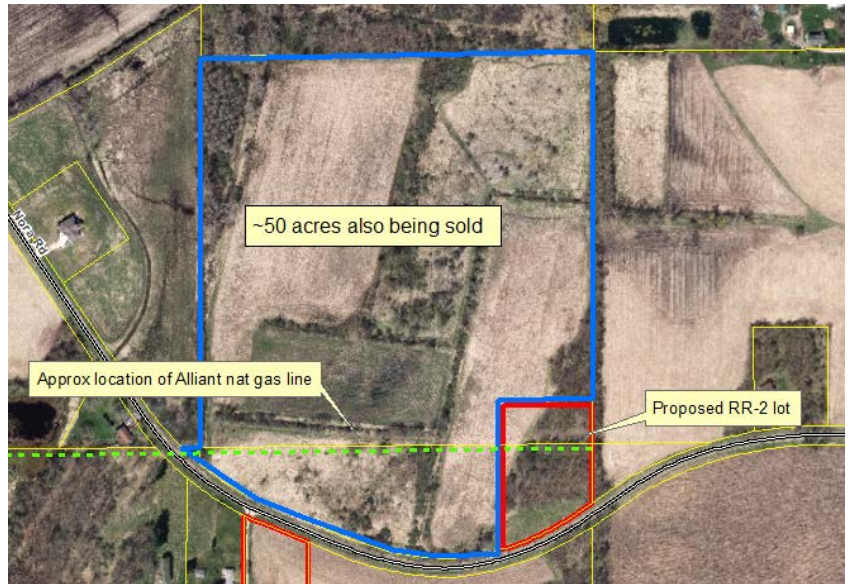 ~50 acres also being sold
Nora Rd
Approx location of Alliant nat gas line
Proposed RR-2 lot